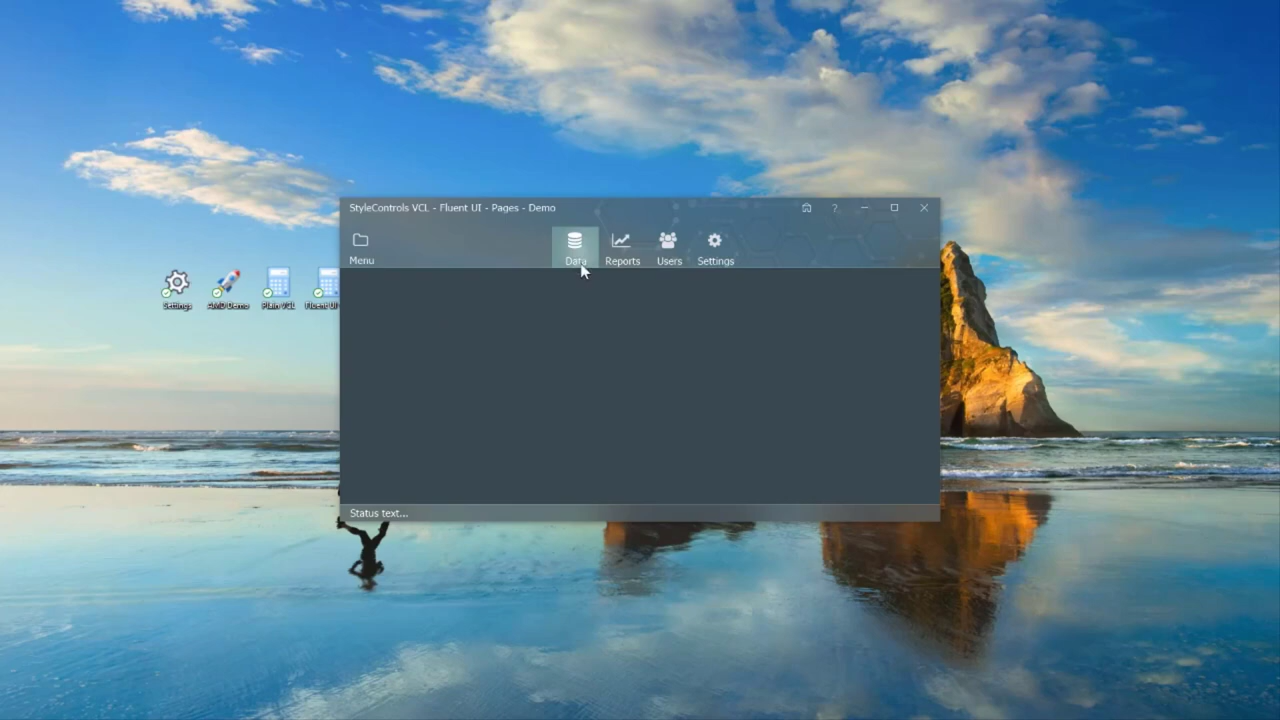 StyleControls VCL - Fluent UI - Pages - Demo
?
Menu
Data
Reports
Users
Settings
Settings
AMD Demo
Plain VCL
Fluent UI
Status text...